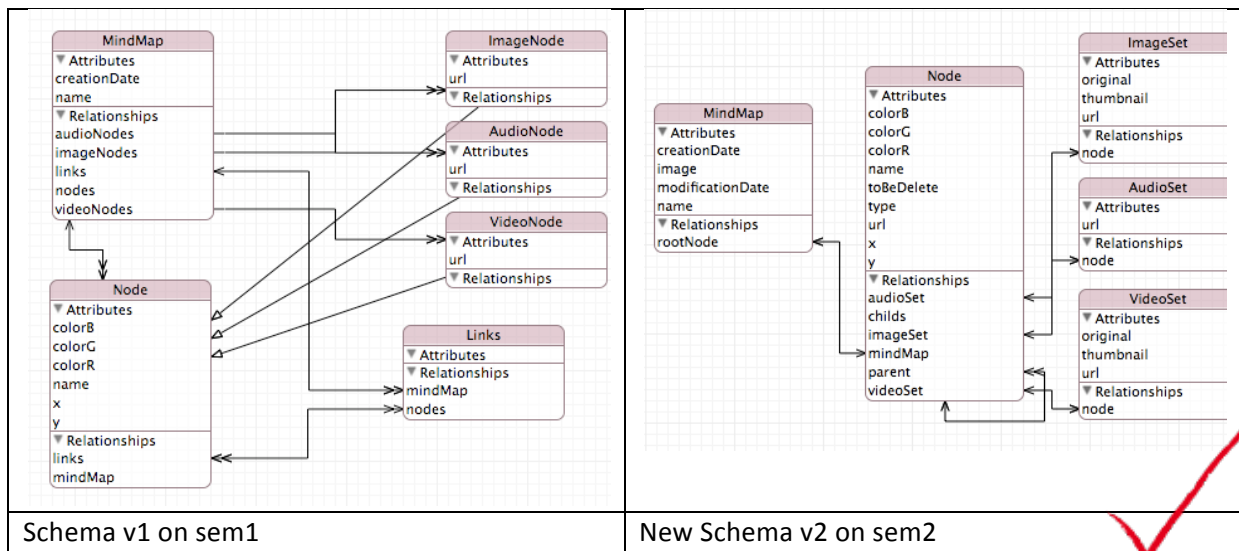 MindMap
▼ Attributes
creationDate
name
▼ Relationships
audioNodes
imageNodes
links
nodes
videoNodes
ImageNode
▼ Attributes
url
▼ Relationships
AudioNode
▼ Attributes
url
▼ Relationships
VideoNode
▼ Attributes
url
▼ Relationships
Node
▼ Attributes
colorB
colorG
colorR
name
x
y
▼ Relationships
links
mindMap
Links
▼ Attributes
▼ Relationships
mindMap
nodes
Schema v1 on sem1
MindMap
▼ Attributes
creationDate
image
modificationDate
name
▼ Relationships
rootNode
Node
▼ Attributes
colorB
colorG
colorR
name
toBeDelete
type
url
x
y
▼ Relationships
audioSet
childs
imageSet
mindMap
parent
videoSet
ImageSet
▼ Attributes
original
thumbnail
url
▼ Relationships
node
AudioSet
▼ Attributes
url
▼ Relationships
node
VideoSet
▼ Attributes
original
thumbnail
url
▼ Relationships
node
New Schema v2 on sem2